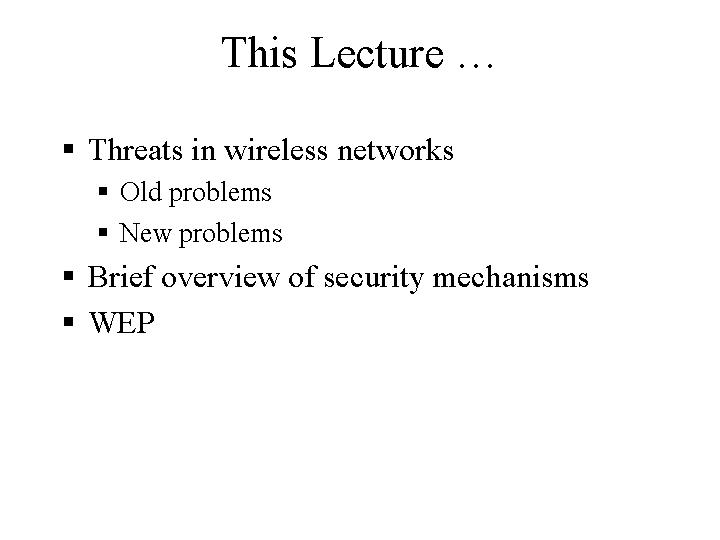 This Lecture …
▪ Threats in wireless networks
▪ Old problems
▪ New problems
▪ Brief overview of security mechanisms
▪ WEP